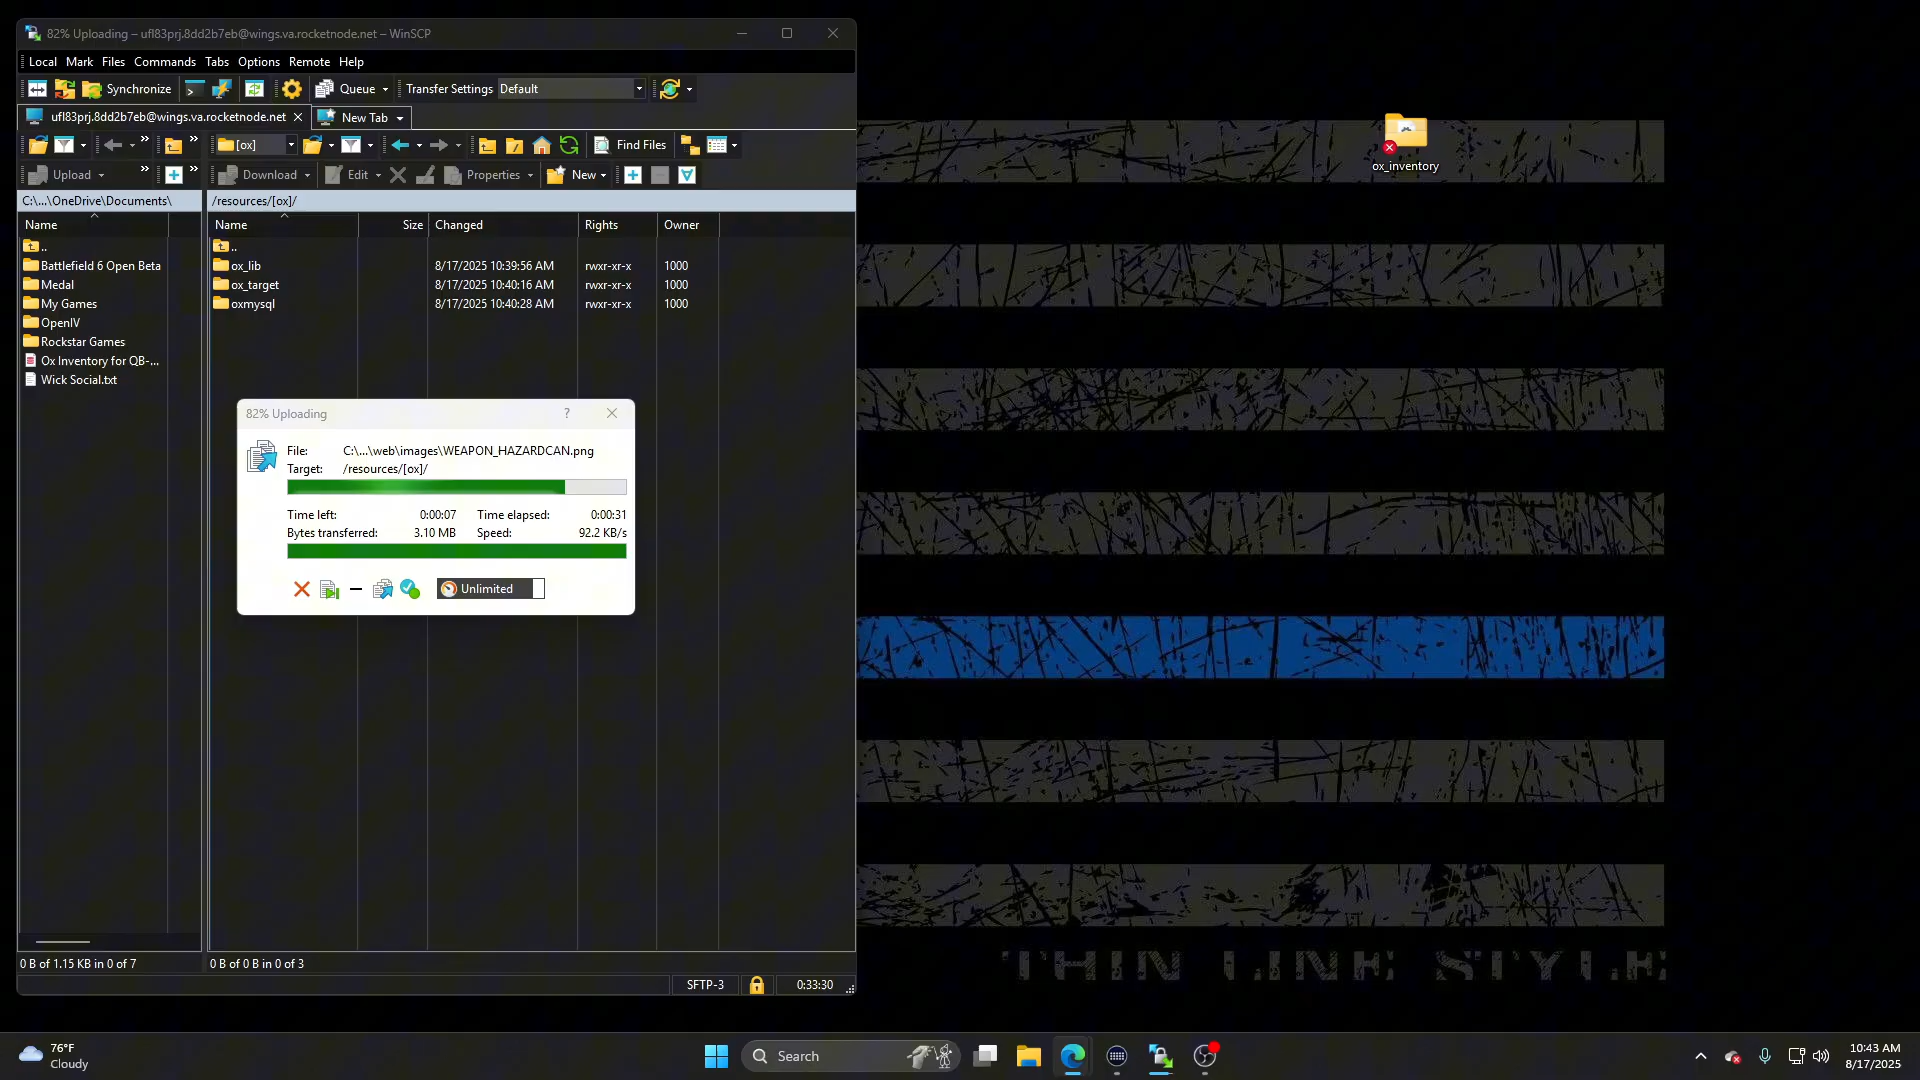 82% Uploading – ufl83prj.8dd2b7eb@wings.va.rocketnode.net – WinSCP
Local Mark Files Commands Tabs Options Remote Help
Synchronize Queue Transfer Settings Default
ufl83prj.8dd2b7eb@wings.va.rocketnode.net New Tab
[ox] Find Files
Upload Download Edit Properties New
C:\...\OneDrive\Documents\ /resources/[ox]/
Name Name Size Changed Rights Owner
.. ..
Battlefield 6 Open Beta ox_lib 8/17/2025 10:39:56 AM rwxr-xr-x 1000
Medal ox_target 8/17/2025 10:40:16 AM rwxr-xr-x 1000
My Games oxmysql 8/17/2025 10:40:28 AM rwxr-xr-x 1000
OpenIV
Rockstar Games
Ox Inventory for QB-...
Wick Social.txt
82% Uploading ?
File: C:\...\web\images\WEAPON_HAZARDCAN.png
Target: /resources/[ox]/
Time left: 0:00:07 Time elapsed: 0:00:31
Bytes transferred: 3.10 MB Speed: 92.2 KB/s
Unlimited
0 B of 1.15 KB in 0 of 7 0 B of 0 B in 0 of 3
SFTP-3 0:33:30
ox_inventory
THIN LINE STYLE
76°F
Cloudy
Search
10:43 AM
8/17/2025